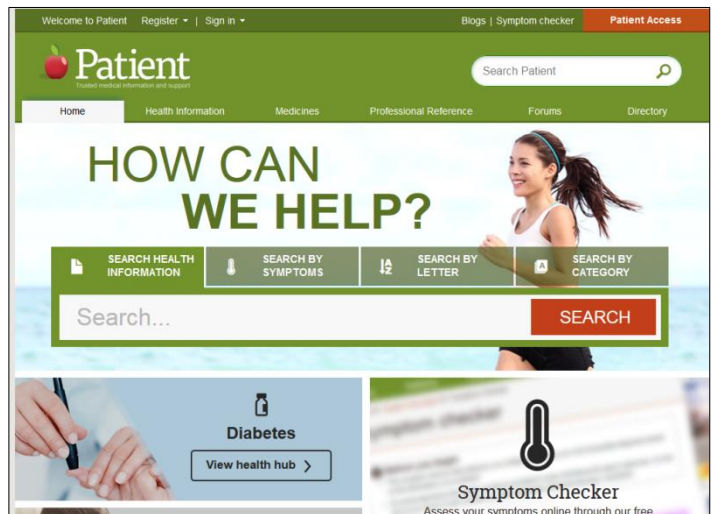 Welcome to Patient Register | Sign in Blogs | Symptom checker Patient Access
Patient
Trusted medical information and support
Search Patient
Home Health Information Medicines Professional Reference Forums Directory
HOW CAN
WE HELP?
SEARCH HEALTH
INFORMATION
SEARCH BY
SYMPTOMS
SEARCH BY
LETTER
SEARCH BY
CATEGORY
Search...
SEARCH
Diabetes
View health hub
symptom checker
Symptom Checker
Assess your symptoms online through our free